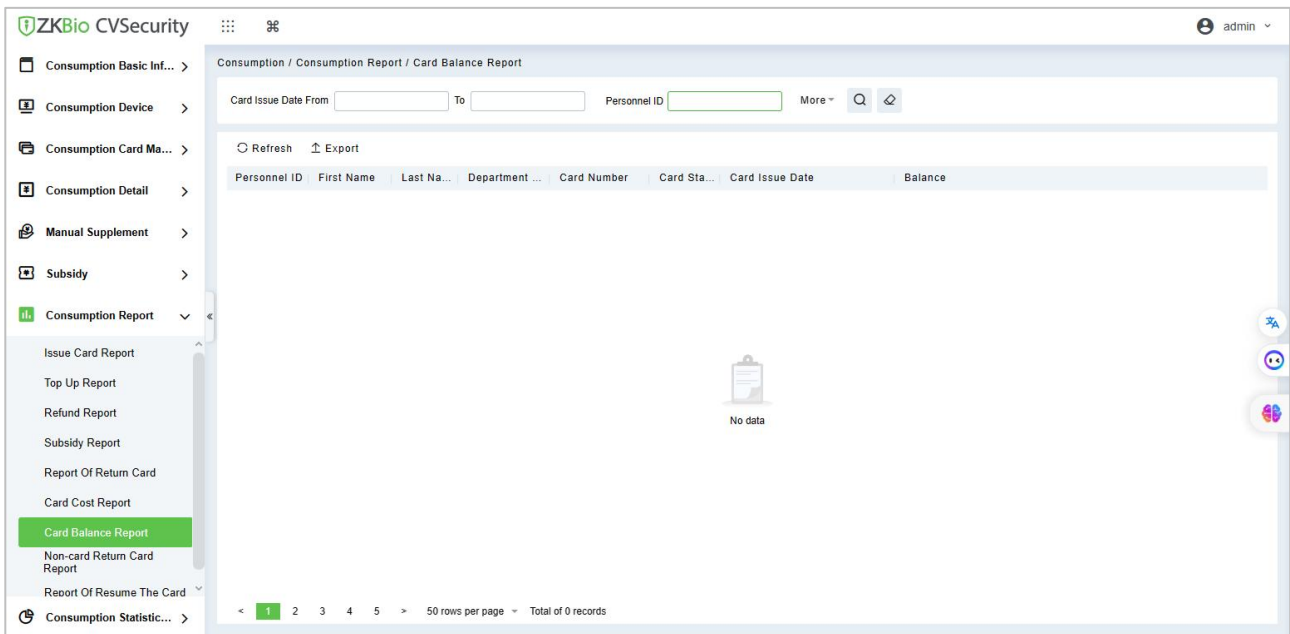 ZKBio CVSecurity
admin
Consumption Basic Inf...
Consumption Device
Consumption Card Ma...
Consumption Detail
Manual Supplement
Subsidy
Consumption Report
Issue Card Report
Top Up Report
Refund Report
Subsidy Report
Report Of Return Card
Card Cost Report
Card Balance Report
Non-card Return Card
Report
Report Of Resume The Card
Consumption Statistic...
Consumption / Consumption Report / Card Balance Report
Card Issue Date From To Personnel ID More
Refresh Export
Personnel ID First Name Last Na... Department ... Card Number Card Sta... Card Issue Date Balance
No data
< 1 2 3 4 5 > 50 rows per page Total of 0 records